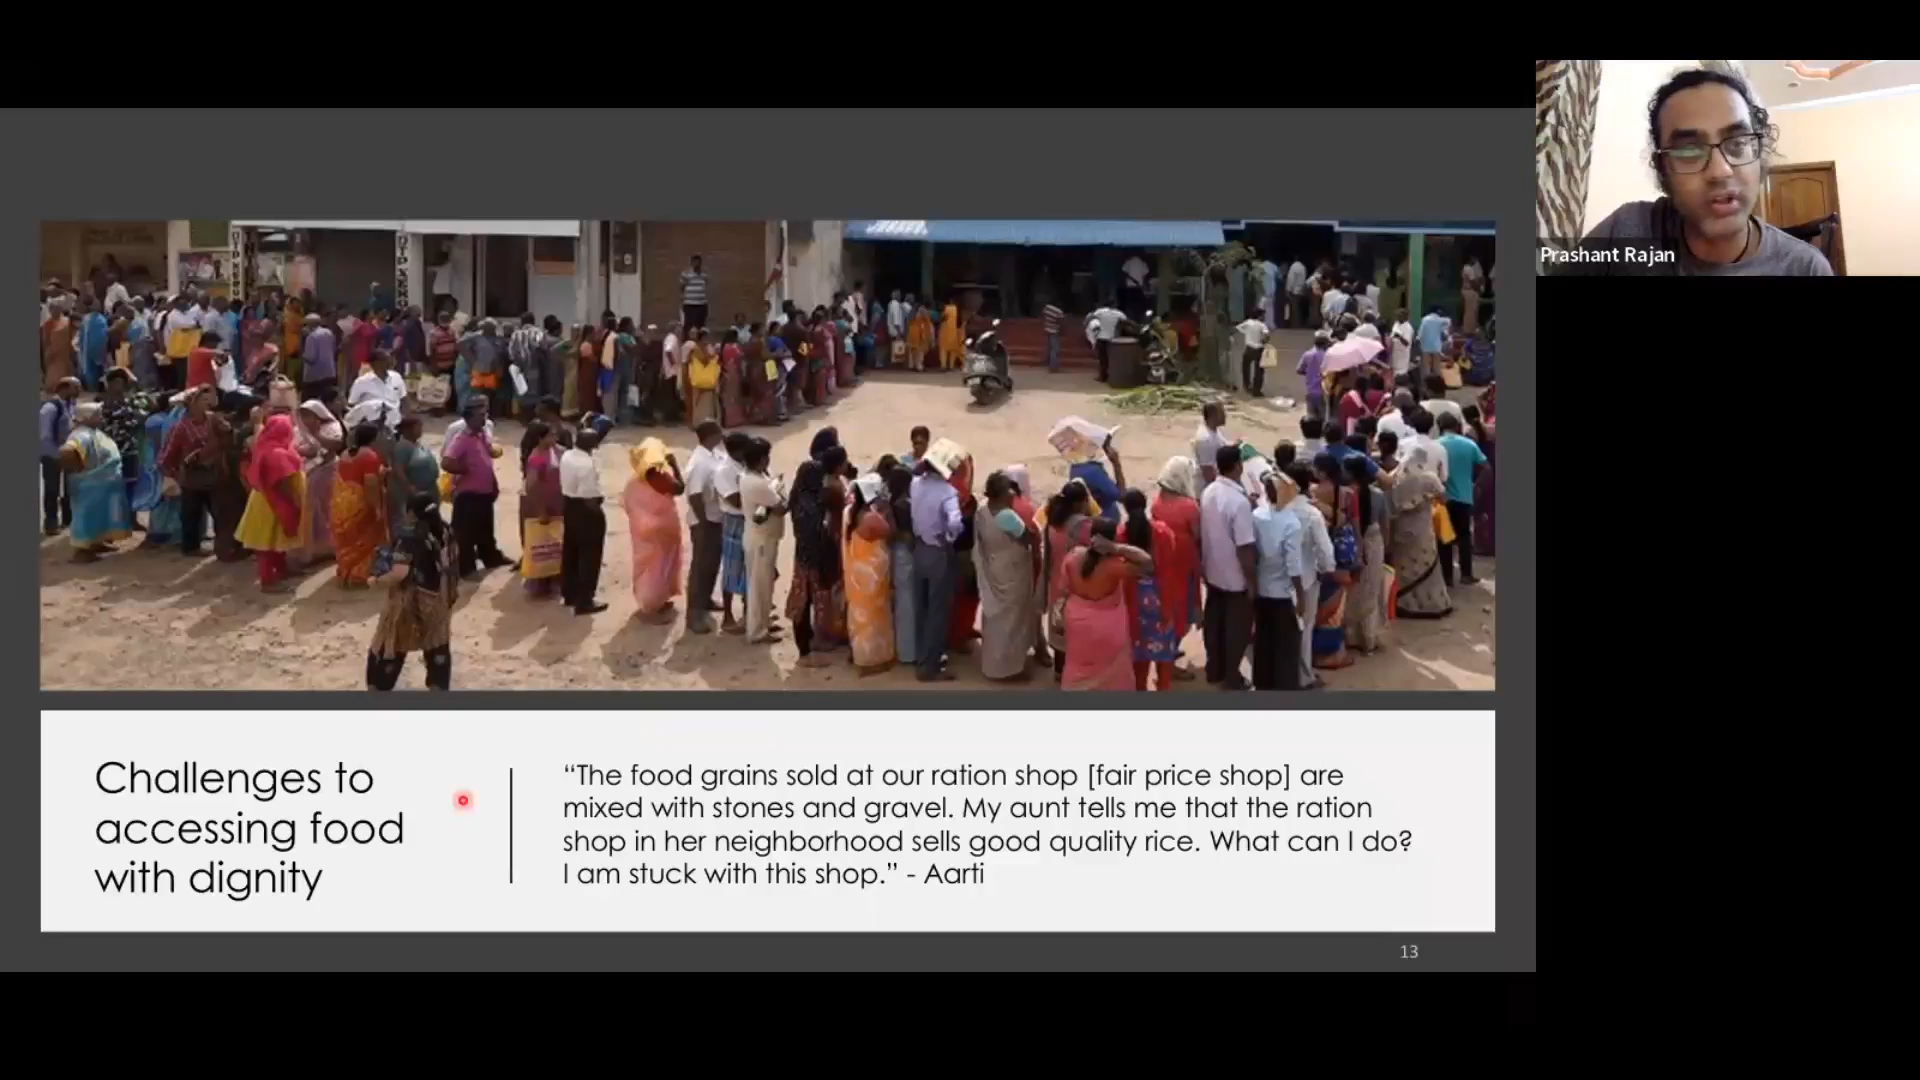 Prashant Rajan
Challenges to
accessing food
with dignity
“The food grains sold at our ration shop [fair price shop] are
mixed with stones and gravel. My aunt tells me that the ration
shop in her neighborhood sells good quality rice. What can I do?
I am stuck with this shop.” - Aarti
13